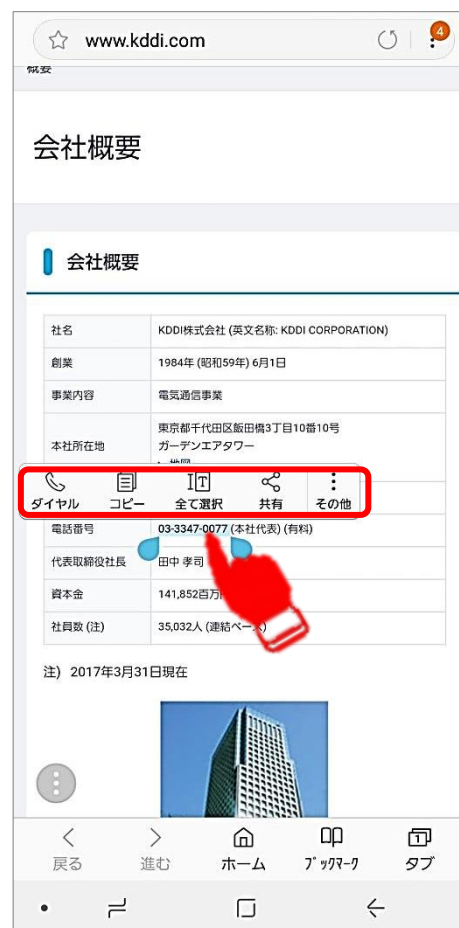 www.kddi.com
4
概要
会社概要
会社概要
社名 KDDI株式会社 (英文名称: KDDI CORPORATION)
創業 1984年 (昭和59年) 6月1日
事業内容 電気通信事業
本社所在地 東京都千代田区飯田橋3丁目10番10号
ガーデンエアタワー
ダイヤル コピー 全て選択 共有 その他
電話番号 03-3347-0077 (本社代表) (有料)
代表取締役社長 田中 孝司
資本金 141,852百万
社員数 (注) 35,032人 (連結ベース)
注) 2017年3月31日現在
戻る 進む ホーム ブックマーク 1 タブ